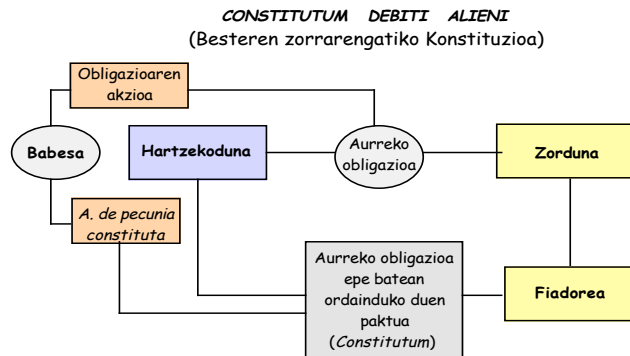 CONSTITUTUM DEBITI ALIENI
(Besteren zorrarengatiko Konstituzioa)
Obligazioaren
akzioa
Babesa
Hartzekoduna
Aurreko
obligazioa
Zorduna
A. de pecunia
constituta
Aurreko obligazioa
epe batean
ordainduko duen
paktua
(Constitutum)
Fiadorea